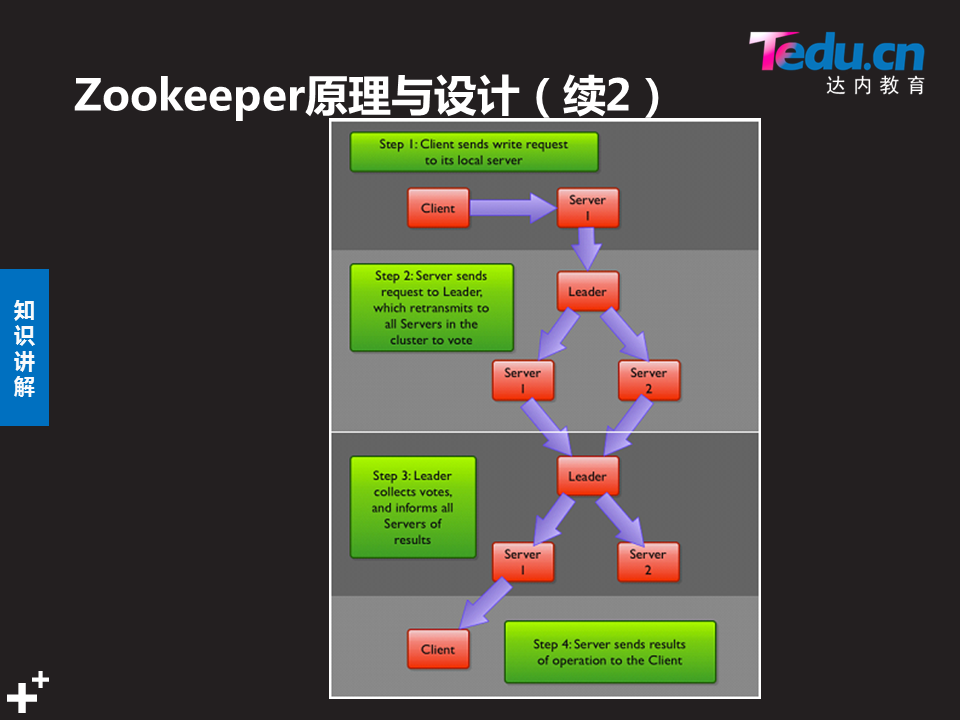 Tedu.cn
达内教育
Zookeeper原理与设计（续2）
知
识
讲
解
Step 1: Client sends write request
to its local server
Client
Server
1
Step 2: Server sends
request to Leader,
which retransmits to
all Servers in the
cluster to vote
Leader
Server
1
Server
2
Step 3: Leader
collects votes,
and informs all
Servers of
results
Leader
Server
1
Server
2
Client
Step 4: Server sends results
of operation to the Client